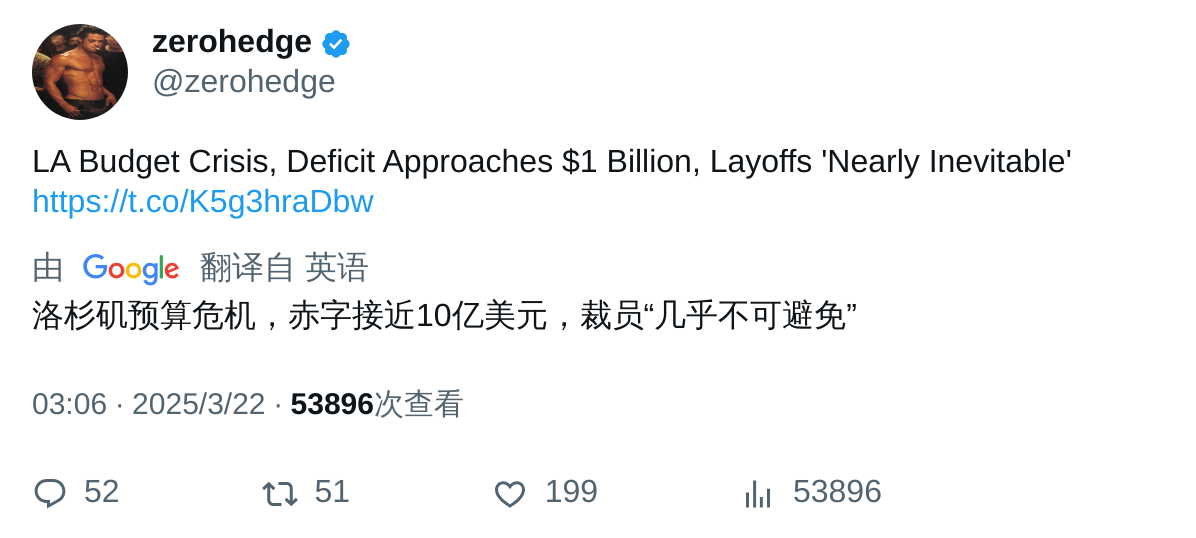 zerohedge
@zerohedge
LA Budget Crisis, Deficit Approaches $1 Billion, Layoffs 'Nearly Inevitable'
https://t.co/K5g3hraDbw
由 Google 翻译自 英语
洛杉矶预算危机，赤字接近10亿美元，裁员“几乎不可避免”
03:06 · 2025/3/22 · 53896次查看
52 51 199 53896